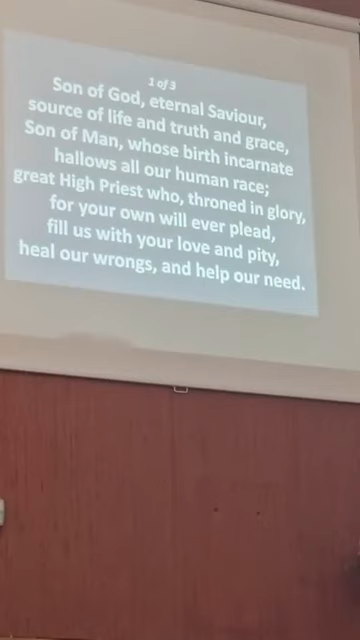 1 of 3
Son of God, eternal Saviour,
source of life and truth and grace,
Son of Man, whose birth incarnate
hallows all our human race;
great High Priest who, throned in glory,
for your own will ever plead,
fill us with your love and pity,
heal our wrongs, and help our need.